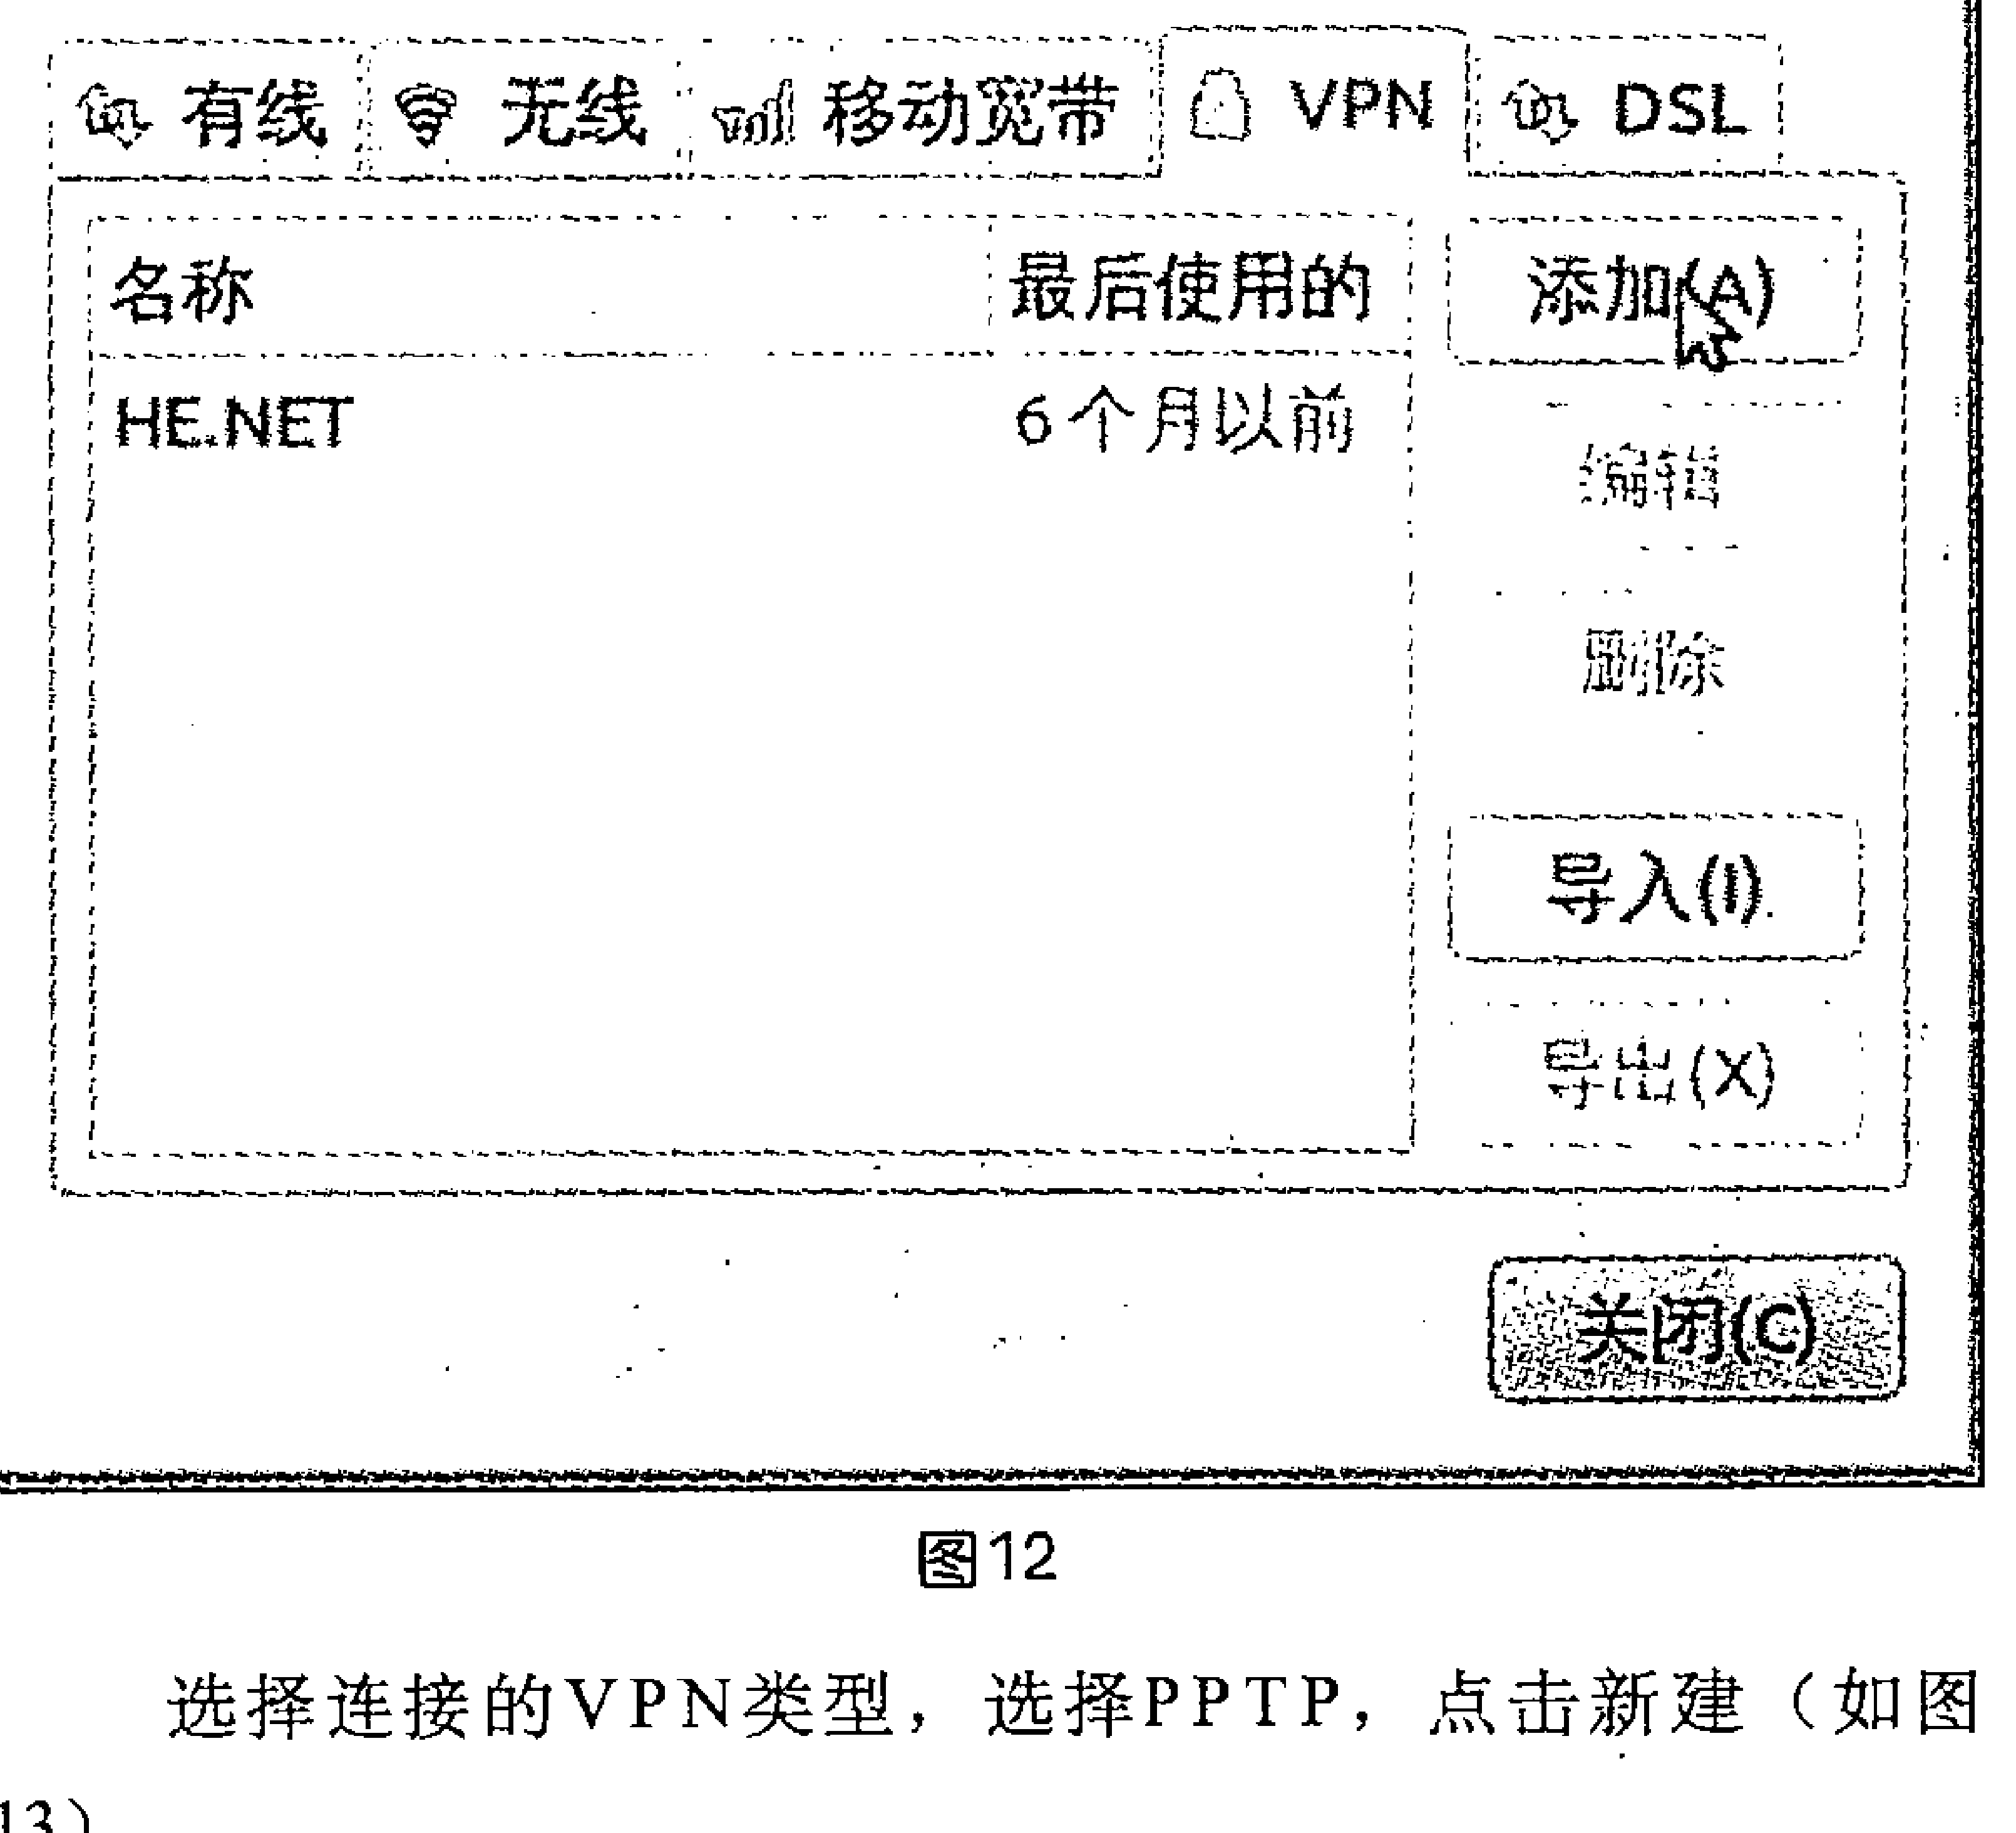 有线 无线 移动宽带 VPN DSL
名称 最后使用的 添加(A)
HE.NET 6个月以前
编辑
删除
导入(I)
导出(X)
关闭(C)
图12
选择连接的VPN类型，选择PPTP，点击新建（如图
13）